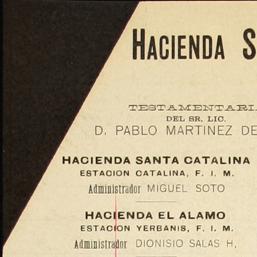 HACIENDA S
TESTAMENTARI
DEL SR. LIC.
D. PABLO MARTINEZ DE
HACIENDA SANTA CATALINA
ESTACION CATALINA, F. I. M.
Administrador MIGUEL SOTO
HACIENDA EL ALAMO
ESTACION YERBANIS, F. I. M.
Administrador DIONISIO SALAS H,